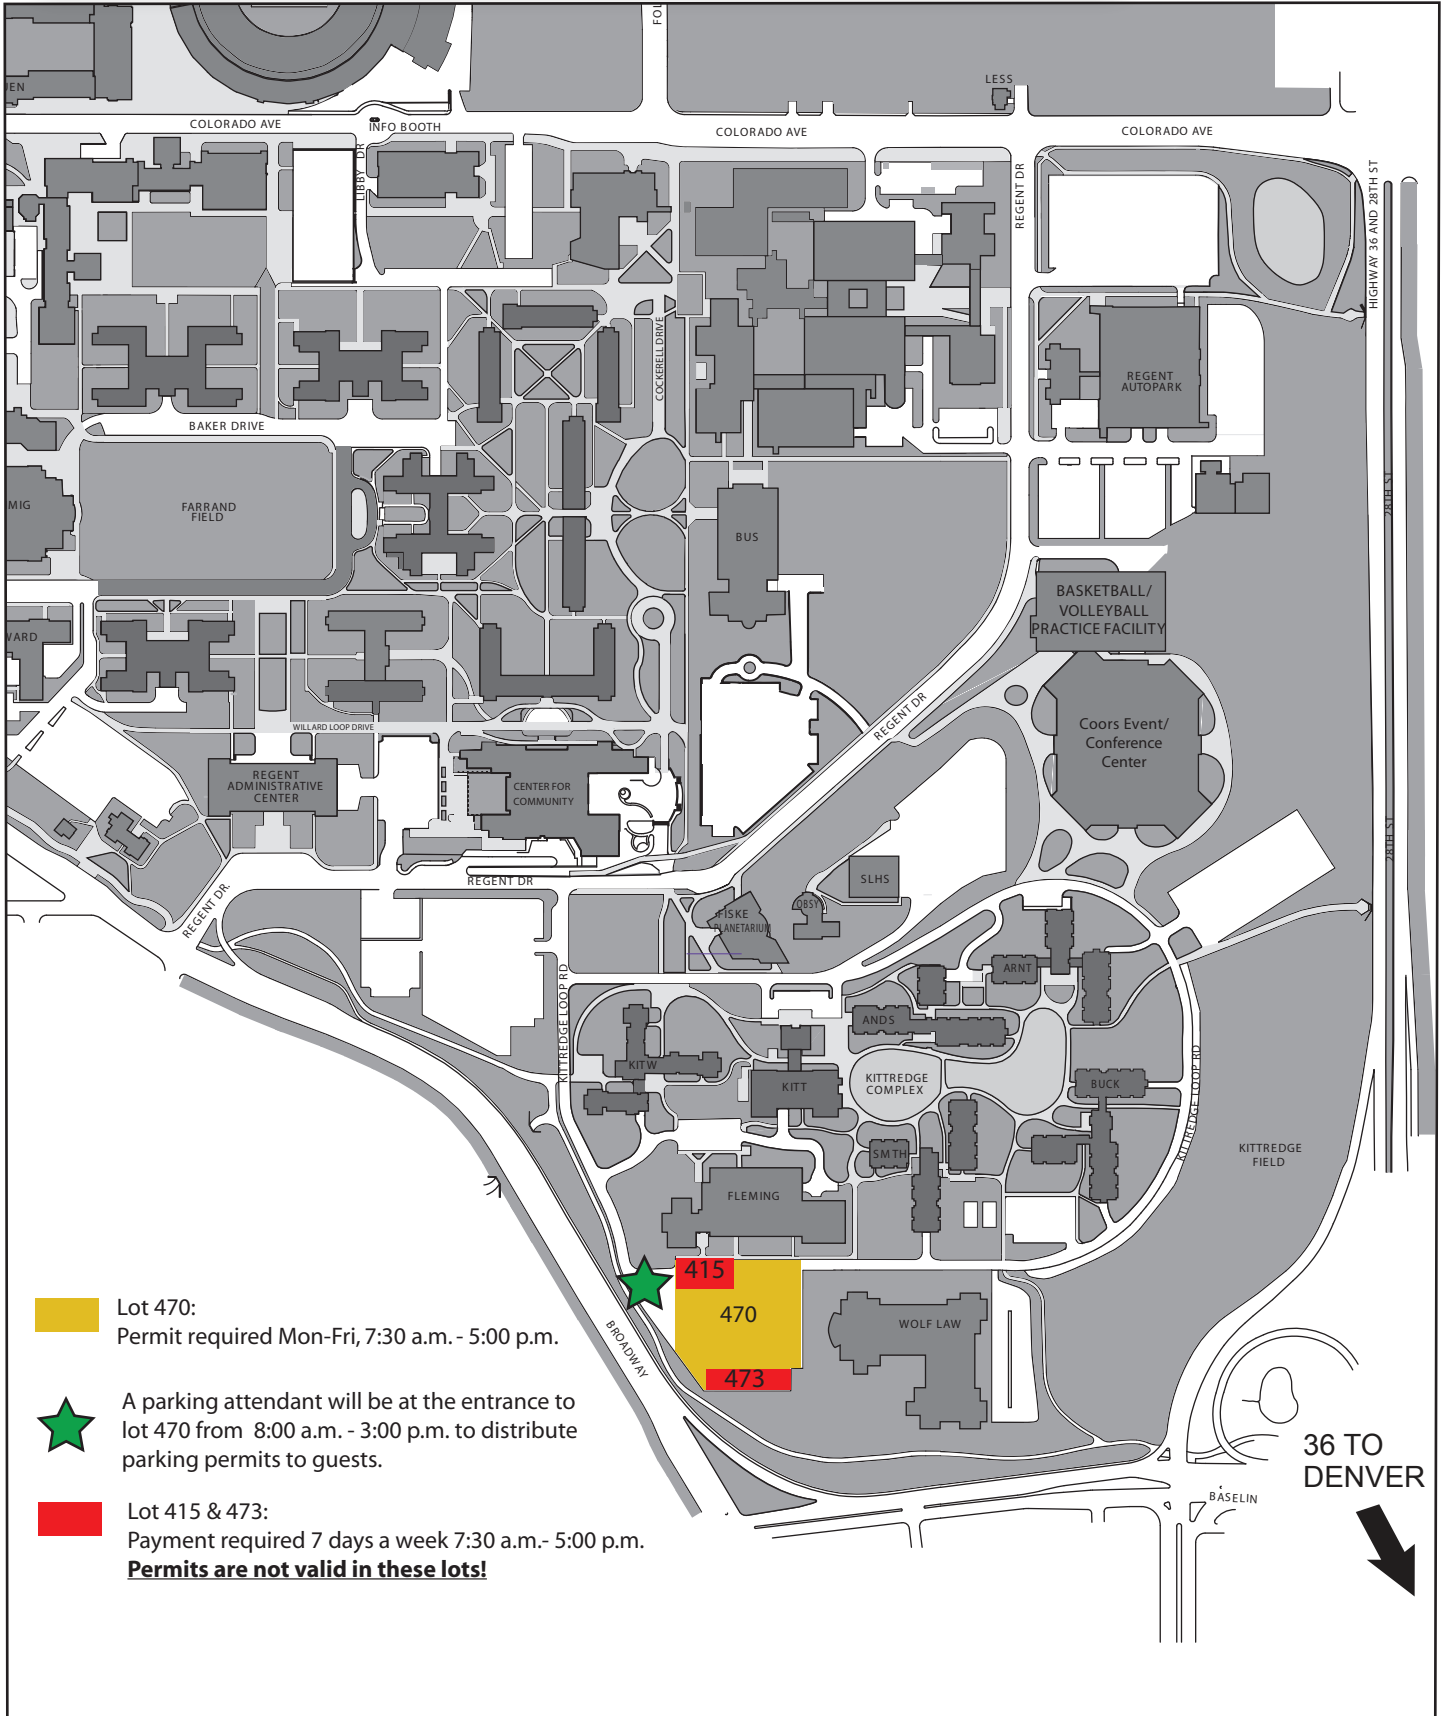 LESS
FOL
JEN
COLORADO AVE
INFO BOOTH
COLORADO AVE
COLORADO AVE
LIBBY DR
REGENT DR
HIGHWAY 36 AND 28TH ST
COCKERELL DRIVE
REGENT
AUTOPARK
BAKER DRIVE
MIG
FARRAND
FIELD
BUS
28TH ST
BASKETBALL/
VOLLEYBALL
PRACTICE FACILITY
WARD
WILLARD LOOP DRIVE
REGENT DR
Coors Event/
Conference
Center
REGENT
ADMINISTRATIVE
CENTER
CENTER FOR
COMMUNITY
28TH ST
REGENT DR
SLHS
REGENT DR.
FISKE
PLANETARIUM
OBSY
ARNT
KITTREDGE LOOP RD
ANDS
KITW
KITT
KITTREDGE
COMPLEX
BUCK
KITTREDGE LOOP RD
SMTH
KITTREDGE
FIELD
FLEMING
415
470
WOLF LAW
473
BROADWAY
Lot 470:
Permit required Mon-Fri, 7:30 a.m. - 5:00 p.m.
A parking attendant will be at the entrance to
lot 470 from 8:00 a.m. - 3:00 p.m. to distribute
parking permits to guests.
Lot 415 & 473:
Payment required 7 days a week 7:30 a.m.- 5:00 p.m.
Permits are not valid in these lots!
36 TO
DENVER
BASELIN